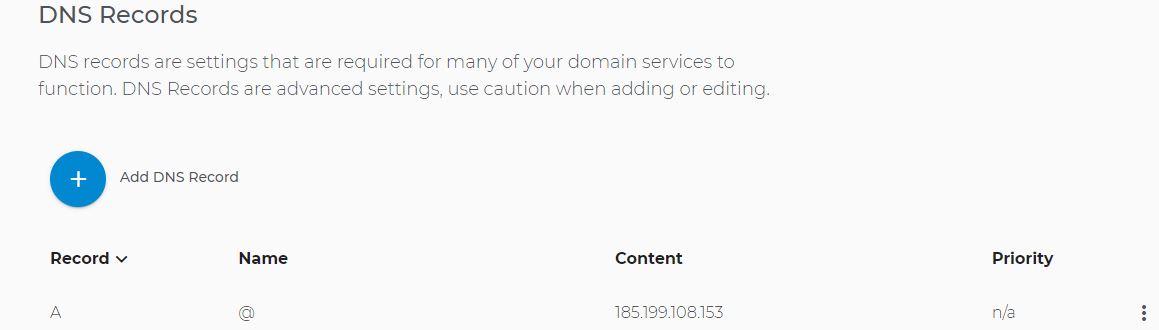 DNS Records
DNS records are settings that are required for many of your domain services to
function. DNS Records are advanced settings, use caution when adding or editing.
+ Add DNS Record
Record Name Content Priority
A @ 185.199.108.153 n/a